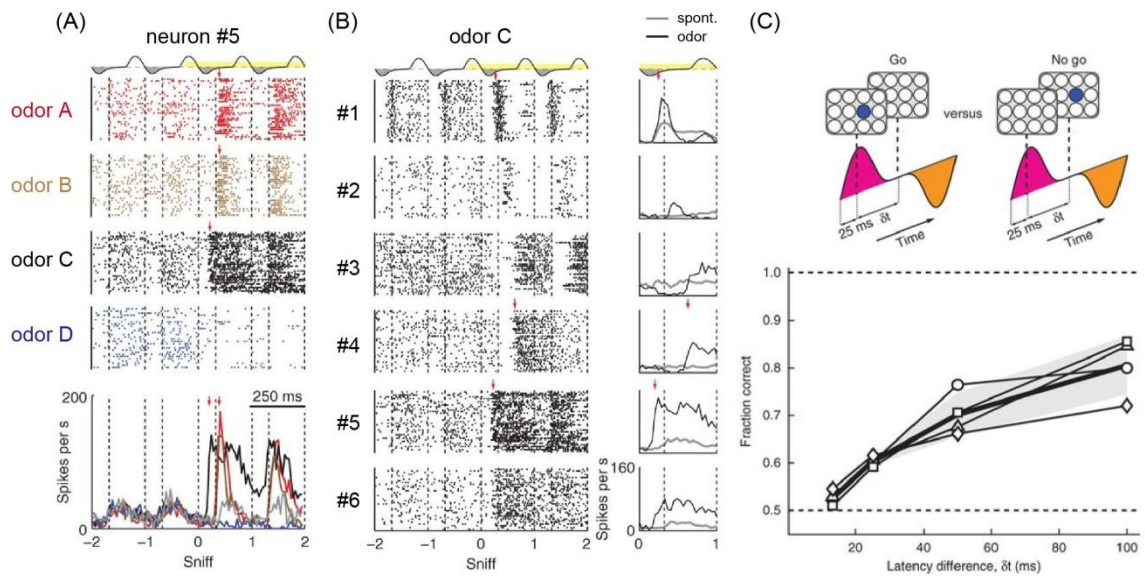 (A)
neuron #5
odor A
odor B
odor C
odor D
200
250 ms
Spikes per s
0
-2 -1 0 1 2
Sniff
(B)
odor C
spont.
odor
#1
#2
#3
#4
#5
#6
160
Spikes per s
0
-2 -1 0 1 2
Sniff
0 1
(C)
Go
No go
versus
25 ms δt
Time
25 ms δt
Time
1.0
0.9
0.8
0.7
0.6
0.5
Fraction correct
20 40 60 80 100
Latency difference, δt (ms)